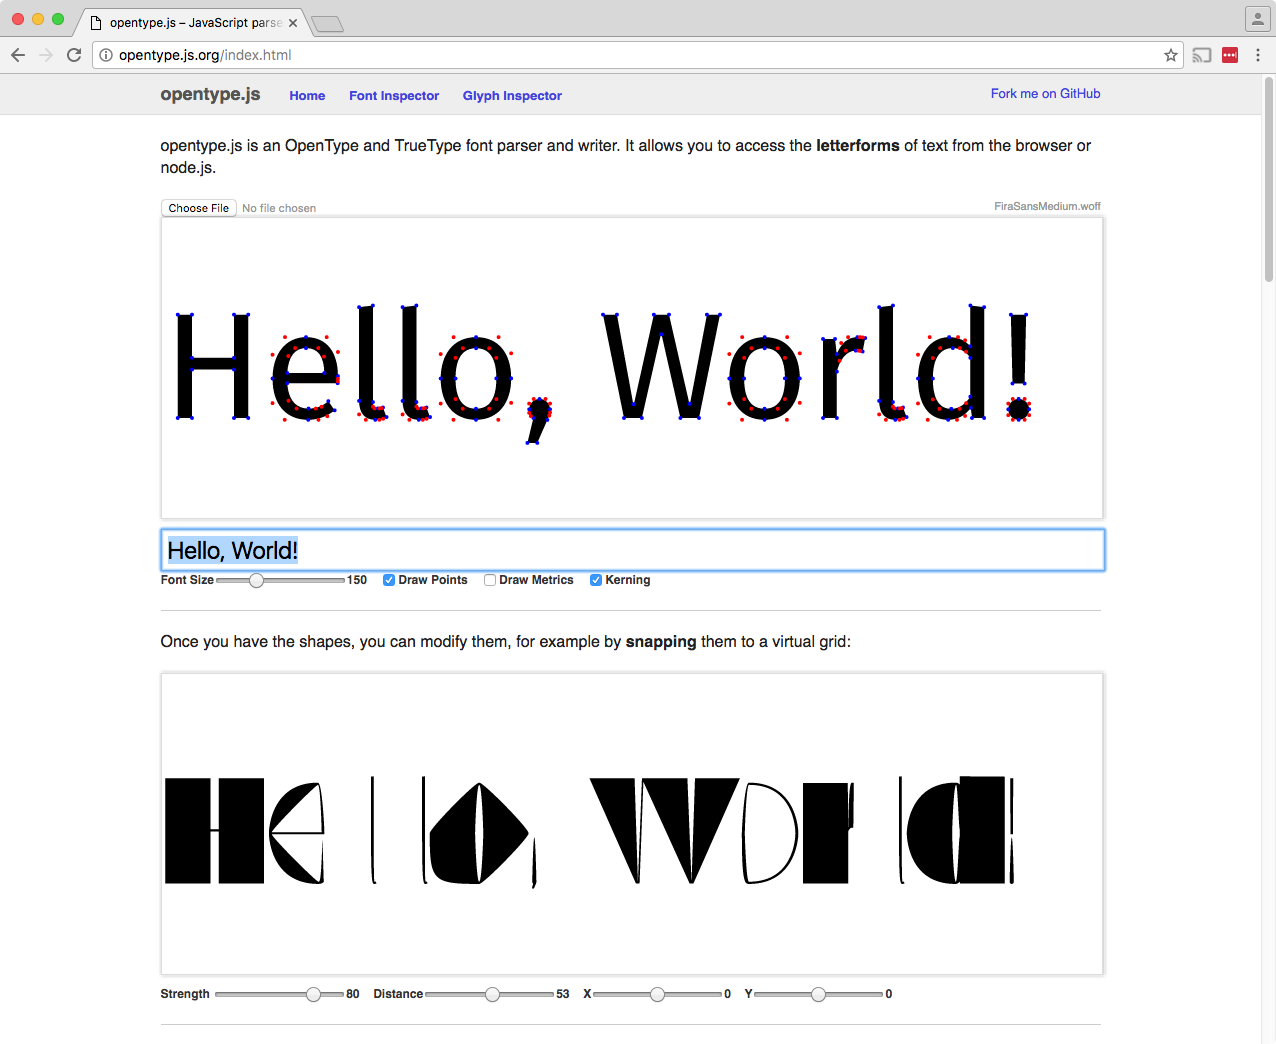 opentype.js – JavaScript parse
opentype.js.org/index.html
opentype.js Home Font Inspector Glyph Inspector Fork me on GitHub
opentype.js is an OpenType and TrueType font parser and writer. It allows you to access the letterforms of text from the browser or
node.js.
Choose File No file chosen FiraSansMedium.woff
Hello, World!
Hello, World!
Font Size 150 Draw Points Draw Metrics Kerning
Once you have the shapes, you can modify them, for example by snapping them to a virtual grid:
Hello, World!
Strength 80 Distance 53 X 0 Y 0